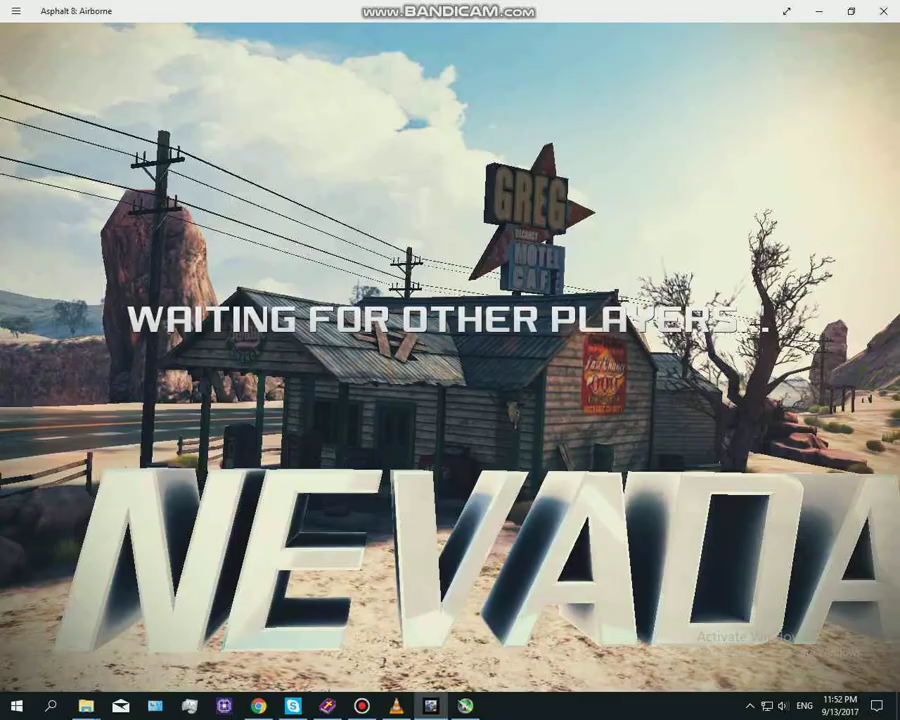 Asphalt 8: Airborne
www.BANDICAM.com
GREG
VACANCY
MOTEL
CAFE
WAITING FOR OTHER PLAYERS...
NEVADA
Activate Windows
ENG
11:52 PM
9/13/2017